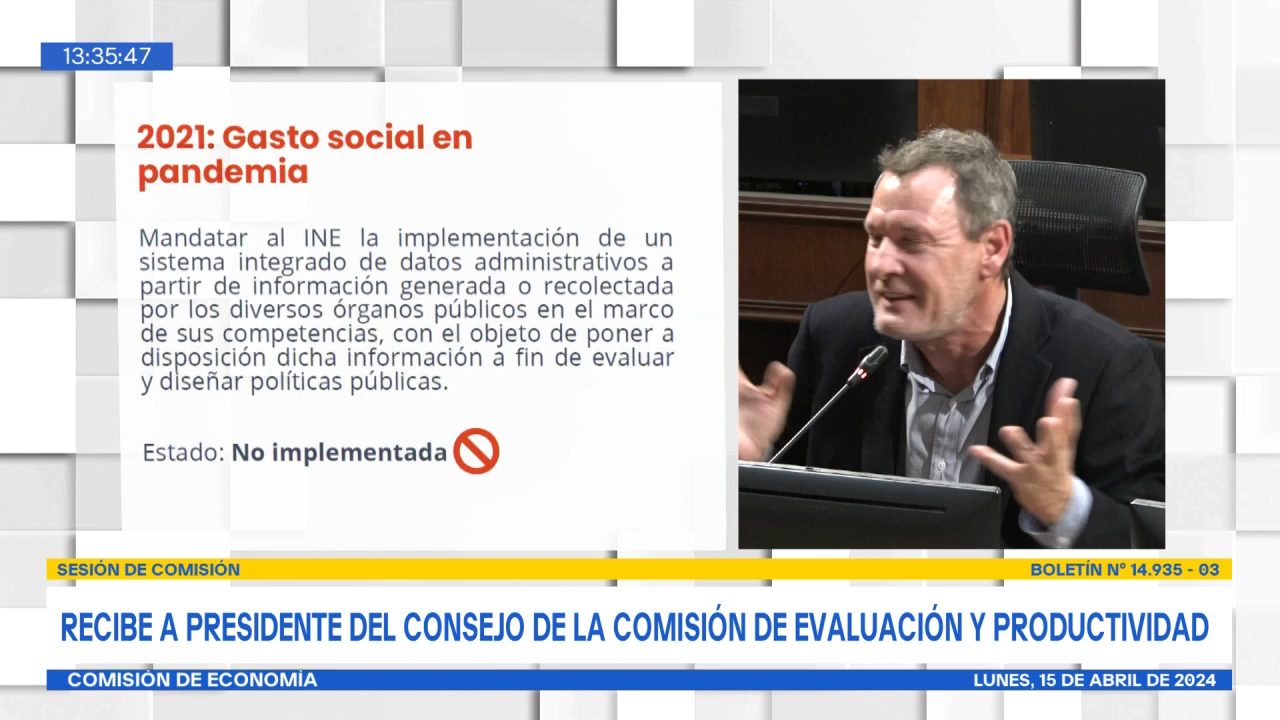 13:35:47
2021: Gasto social en
pandemia
Mandatar al INE la implementación de un
sistema integrado de datos administrativos a
partir de información generada o recolectada
por los diversos órganos públicos en el marco
de sus competencias, con el objeto de poner a
disposición dicha información a fin de evaluar
y diseñar políticas públicas.
Estado: No implementada
SESIÓN DE COMISIÓN
BOLETÍN Nº 14.935 - 03
RECIBE A PRESIDENTE DEL CONSEJO DE LA COMISIÓN DE EVALUACIÓN Y PRODUCTIVIDAD
COMISIÓN DE ECONOMÍA
LUNES, 15 DE ABRIL DE 2024